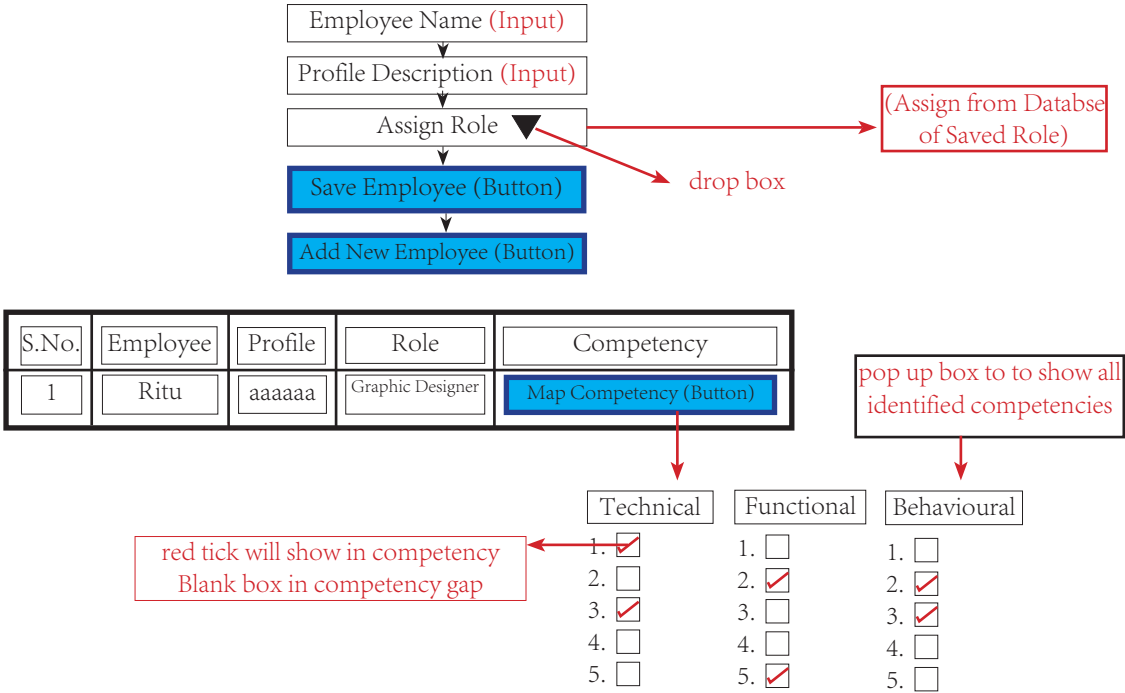 Employee Name (Input)
Profile Description (Input)
Assign Role
(Assign from Databse
of Saved Role)
drop box
Save Employee (Button)
Add New Employee (Button)
S.No. Employee Profile Role Competency
1 Ritu aaaaaa Graphic Designer Map Competency (Button)
pop up box to to show all
identified competencies
Technical Functional Behavioural
red tick will show in competency
Blank box in competency gap
1. 1. 1.
2. 2. 2.
3. 3. 3.
4. 4. 4.
5. 5. 5.